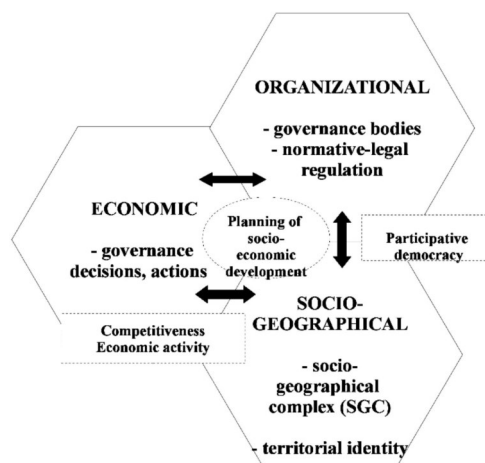 ORGANIZATIONAL
- governance bodies
- normative-legal
regulation
ECONOMIC
- governance
decisions, actions
Planning of
socio-
economic
development
Participative
democracy
Competitiveness
Economic activity
SOCIO-
GEOGRAPHICAL
- socio-
geographical
complex (SGC)
- territorial identity